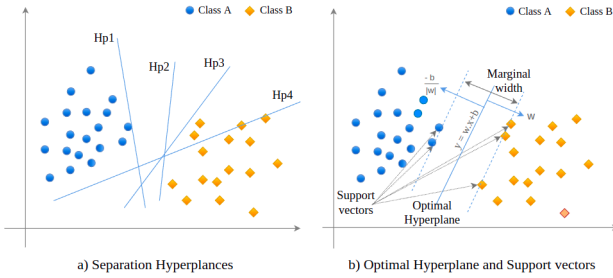 Class A
Class B
Class A
Class B
Hp1
Hp2
Hp3
Hp4
- b
|w|
Marginal
width
w
y = w.x+b
Support
vectors
Optimal
Hyperplane
a) Separation Hyperplances
b) Optimal Hyperplane and Support vectors